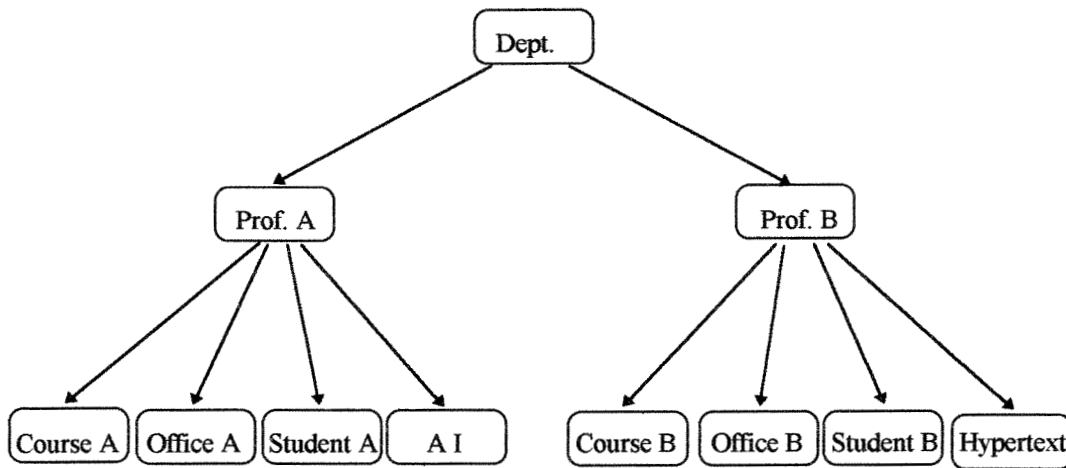 Dept.
Prof. A
Prof. B
Course A
Office A
Student A
A I
Course B
Office B
Student B
Hypertext